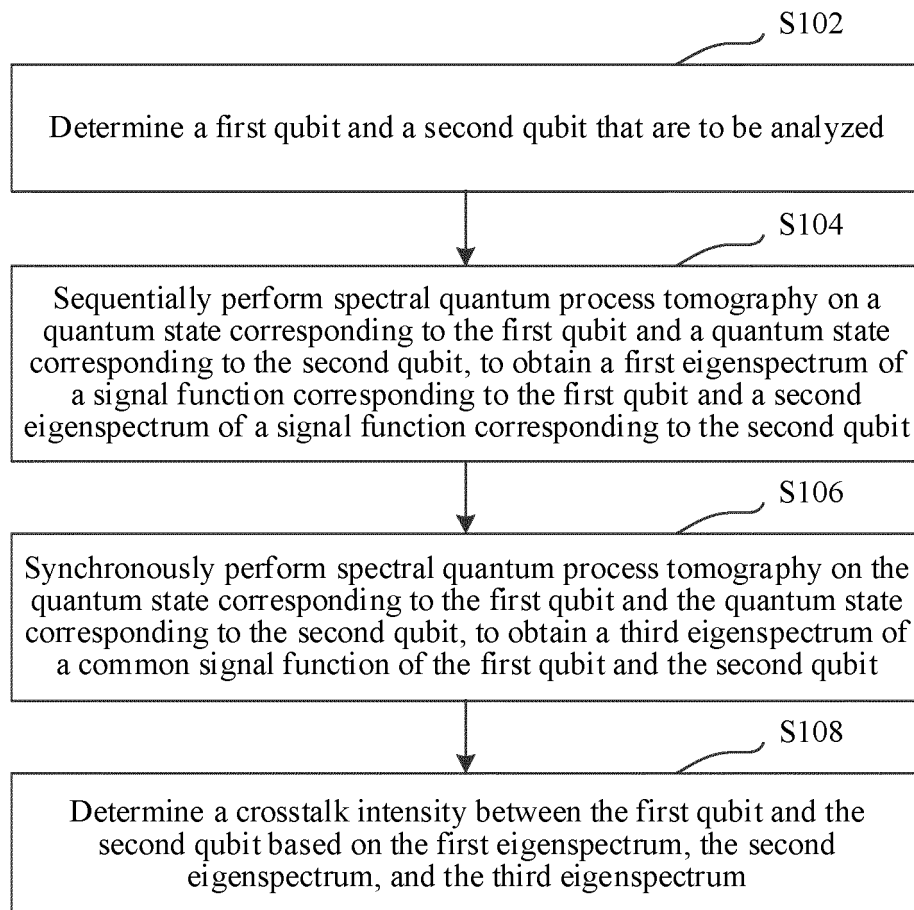 S102
Determine a first qubit and a second qubit that are to be analyzed
S104
Sequentially perform spectral quantum process tomography on a
quantum state corresponding to the first qubit and a quantum state
corresponding to the second qubit, to obtain a first eigenspectrum of
a signal function corresponding to the first qubit and a second
eigenspectrum of a signal function corresponding to the second qubit
S106
Synchronously perform spectral quantum process tomography on the
quantum state corresponding to the first qubit and the quantum state
corresponding to the second qubit, to obtain a third eigenspectrum of
a common signal function of the first qubit and the second qubit
S108
Determine a crosstalk intensity between the first qubit and the
second qubit based on the first eigenspectrum, the second
eigenspectrum, and the third eigenspectrum